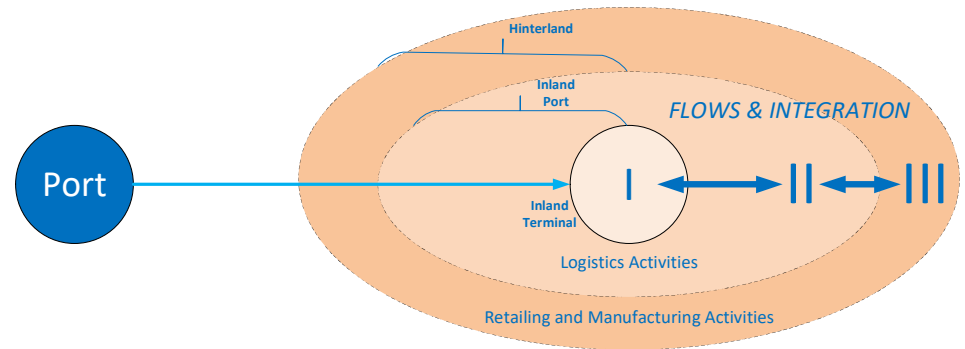 Hinterland
Inland
Port
FLOWS & INTEGRATION
Port
I
II
III
Inland
Terminal
Logistics Activities
Retailing and Manufacturing Activities